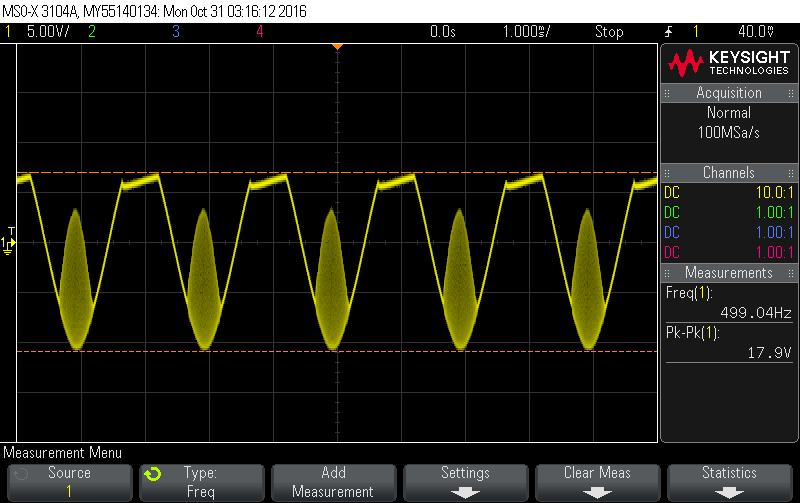 MSO-X 3104A, MY55140134: Mon Oct 31 03:16:12 2016
1 5.00V/ 2 3 4 0.0s 1.000s/ Stop 1 40.0V
KEYSIGHT
TECHNOLOGIES
Acquisition
Normal
100MSa/s
Channels
DC 10.0:1
DC 1.00:1
DC 1.00:1
DC 1.00:1
Measurements
Freq(1):
499.04Hz
Pk-Pk(1):
17.9V
T
1
Measurement Menu
Source
1
Type:
Freq
Add
Measurement
Settings
Clear Meas
Statistics